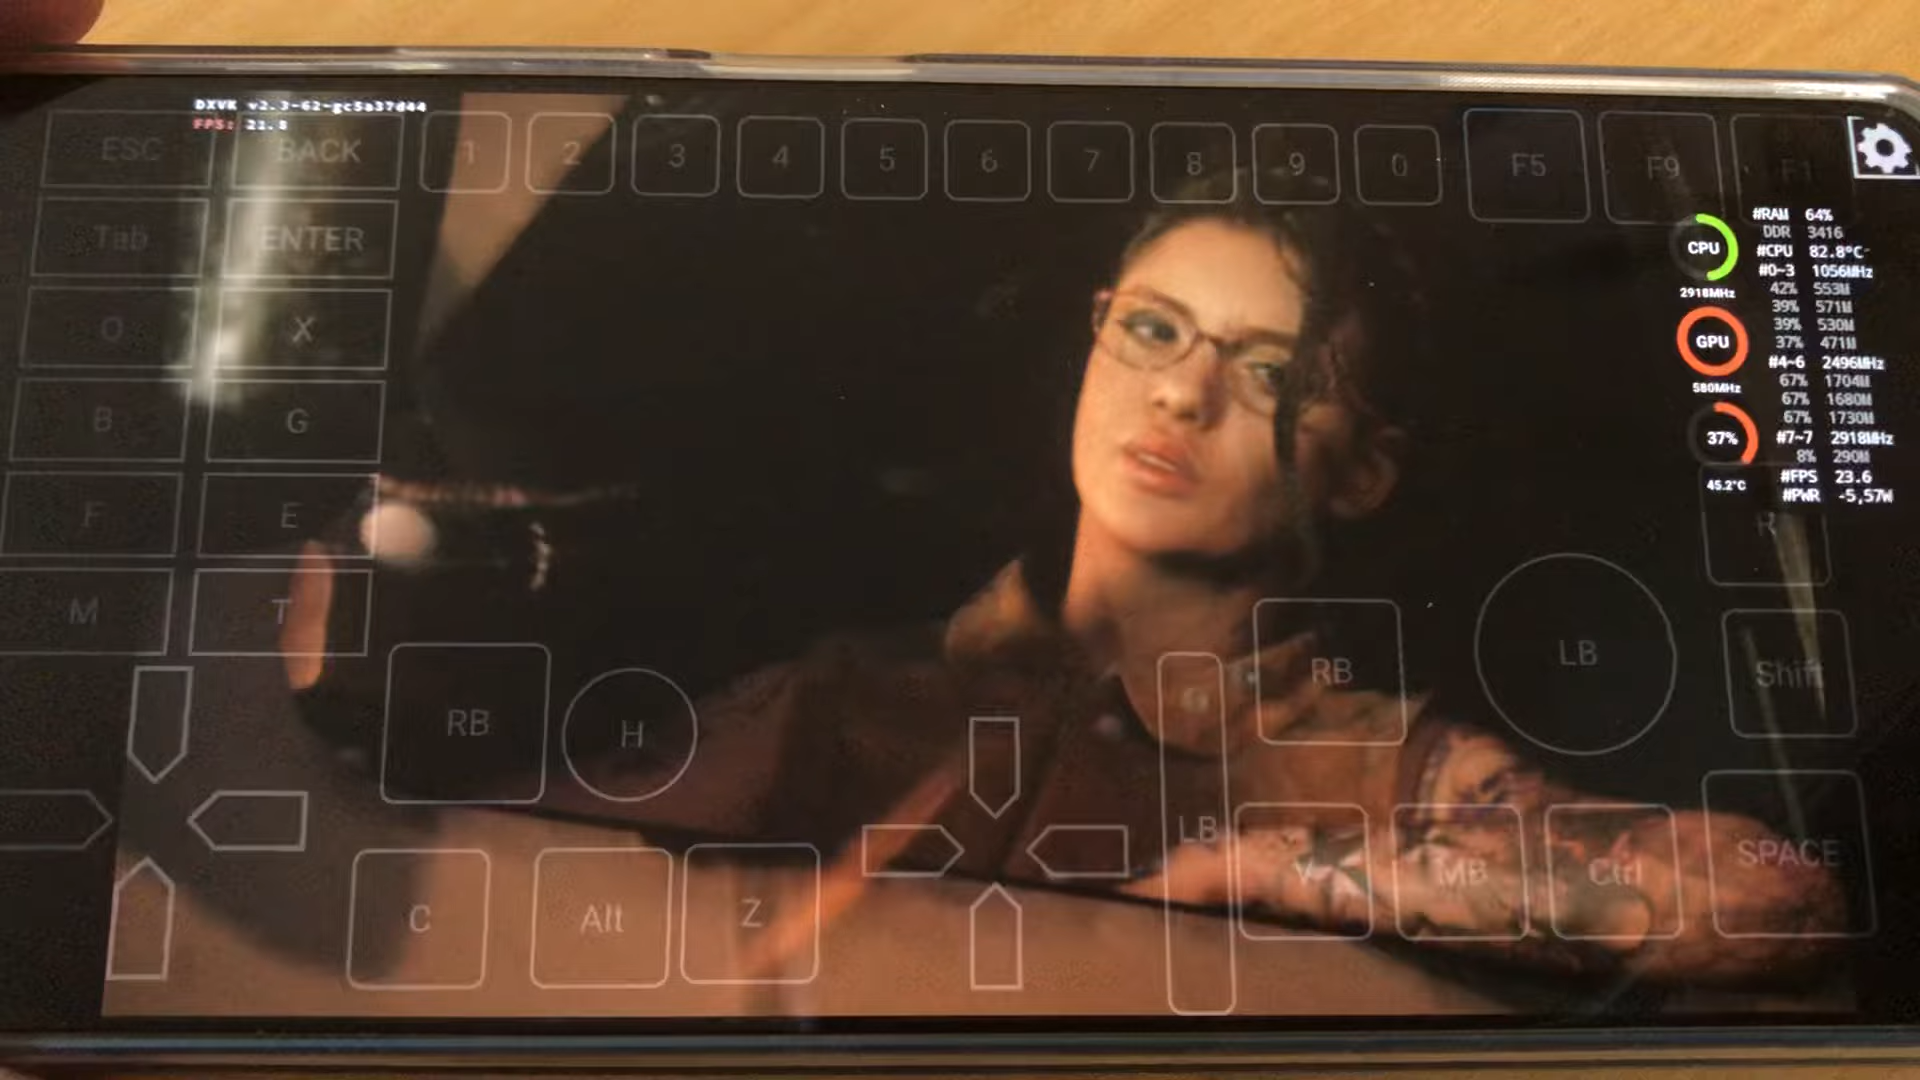 DXVK v2.3-62-gc5a37d44
FPS: 21.8
ESC BACK 1 2 3 4 5 6 7 8 9 0 F5 F9 F1
Tab ENTER
X
B G
F E
M T
RB H
C Alt Z
RB LB Shift
LB V MB Ctrl SPACE
R
CPU
2918MHz
GPU
580MHz
37%
45.2°C
#RAM 64%
DDR 3416
#CPU 82.8°C
#0~3 1056MHz
42% 553M
39% 571M
39% 530M
37% 471M
#4~6 2496MHz
67% 1704M
67% 1680M
67% 1730M
#7~7 2918MHz
8% 290M
#FPS 23.6
#PWR -5,57W